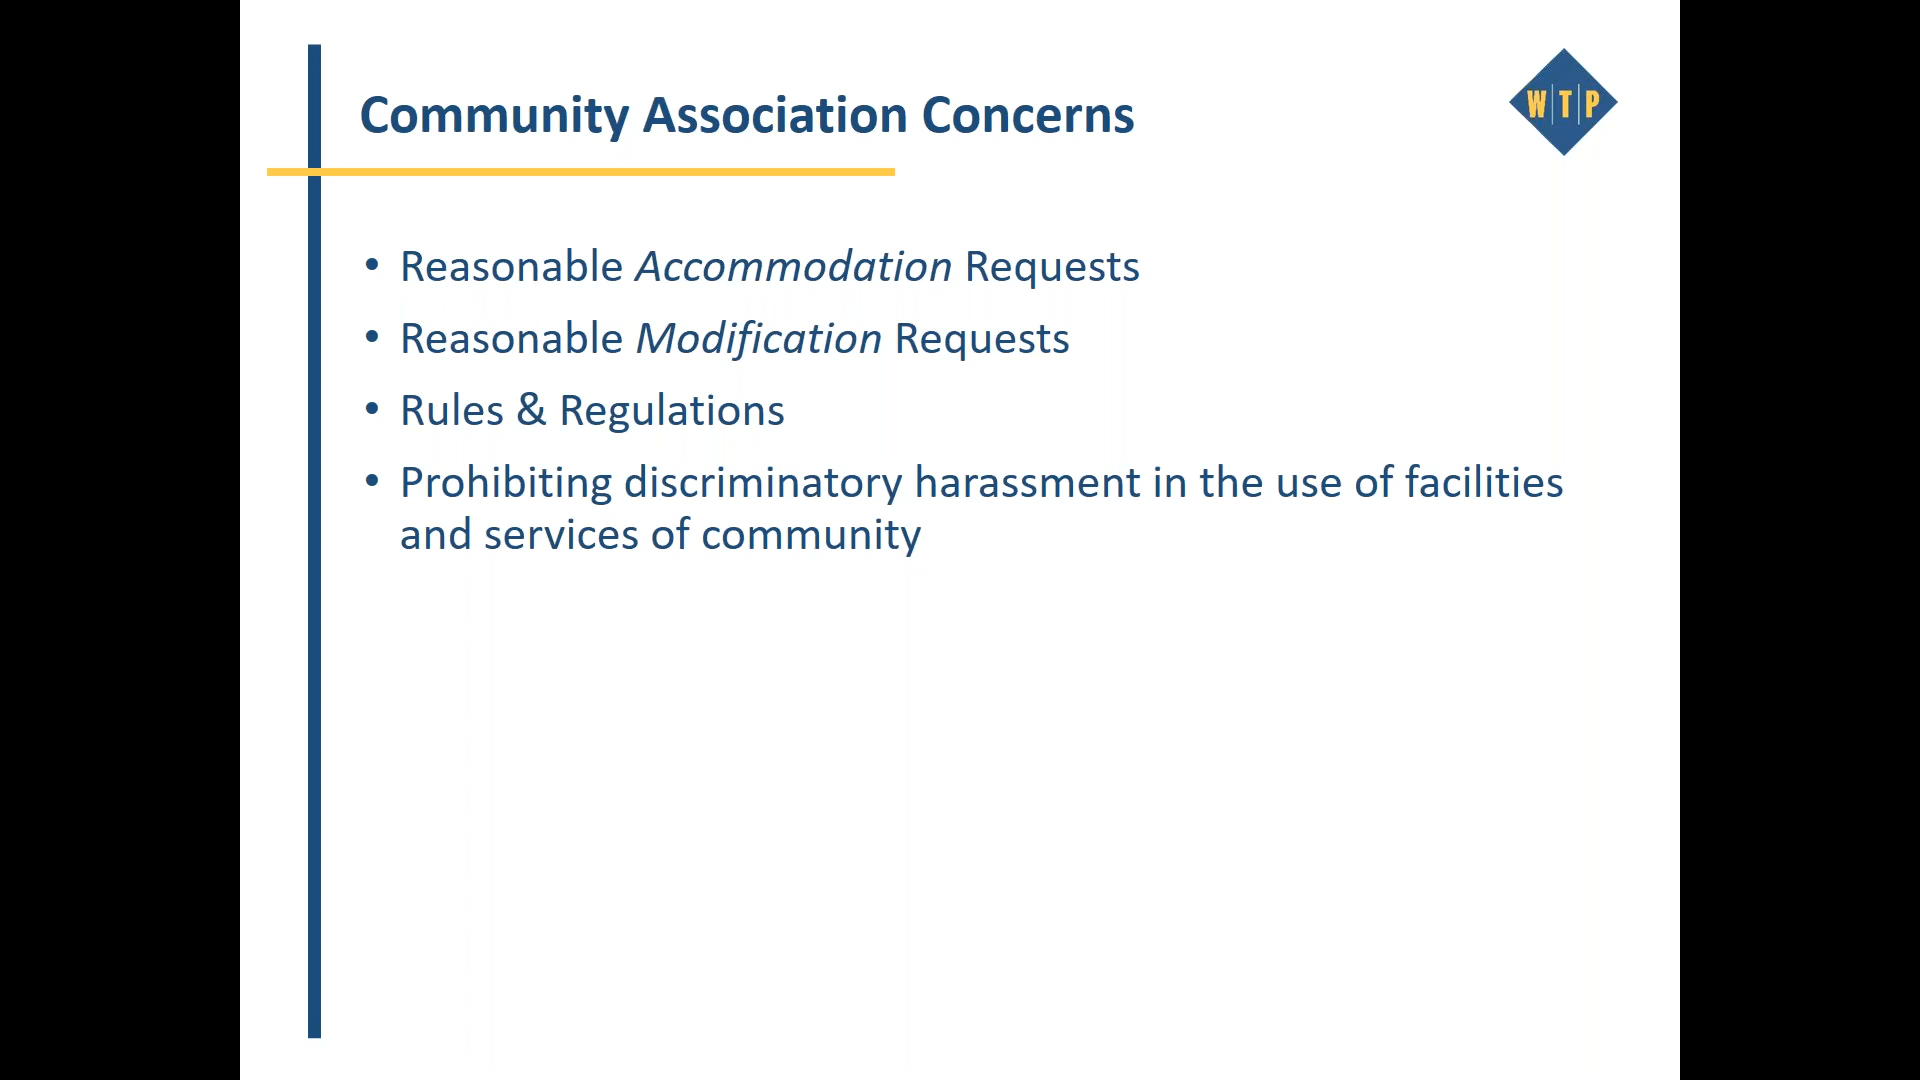 Community Association Concerns
W|T|P
• Reasonable Accommodation Requests
• Reasonable Modification Requests
• Rules & Regulations
• Prohibiting discriminatory harassment in the use of facilities
and services of community